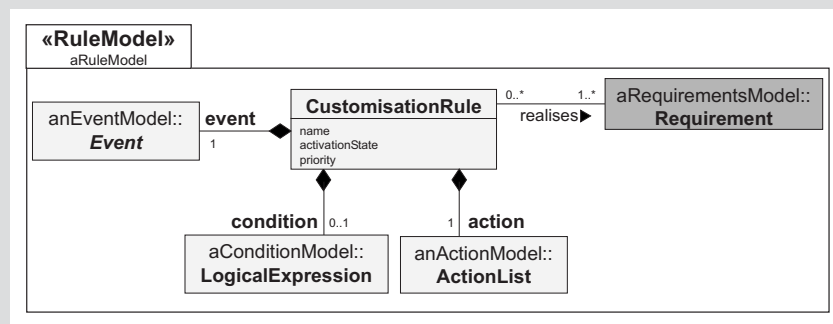 «RuleModel»
aRuleModel
anEventModel::
Event
event
1
CustomisationRule
name
activationState
priority
0..*
1..*
realises▶
aRequirementsModel::
Requirement
condition
0..1
1
action
aConditionModel::
LogicalExpression
anActionModel::
ActionList